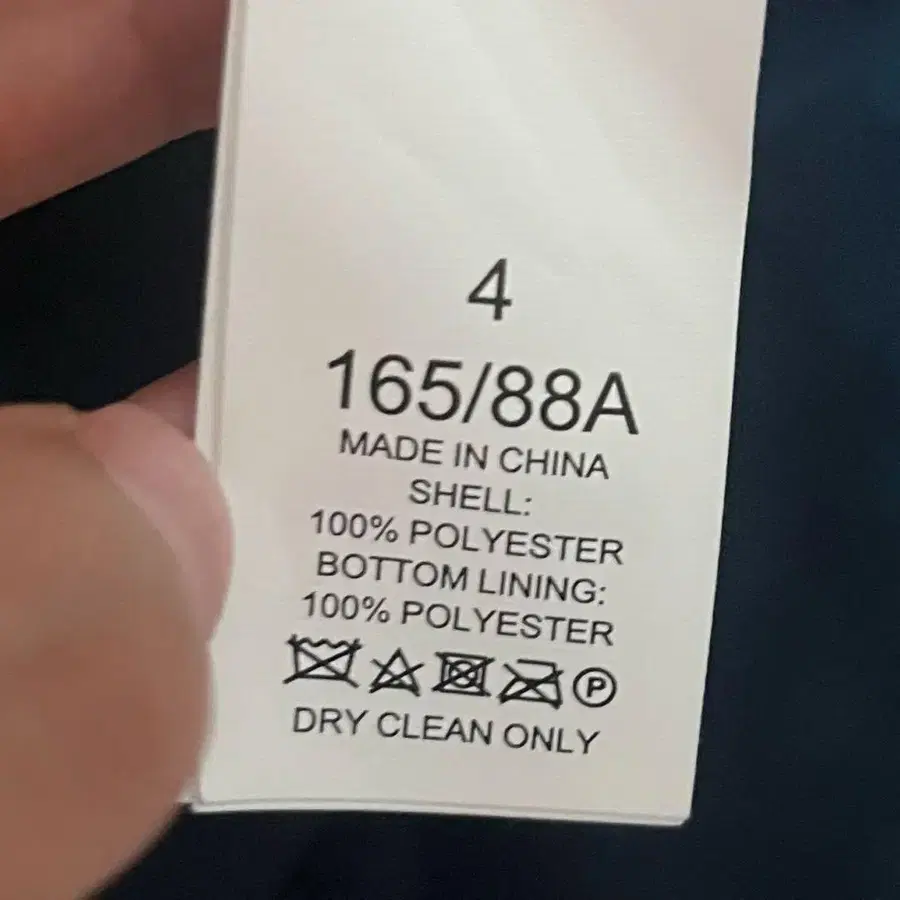 4
165/88A
MADE IN CHINA
SHELL:
100% POLYESTER
BOTTOM LINING:
100% POLYESTER
P
DRY CLEAN ONLY